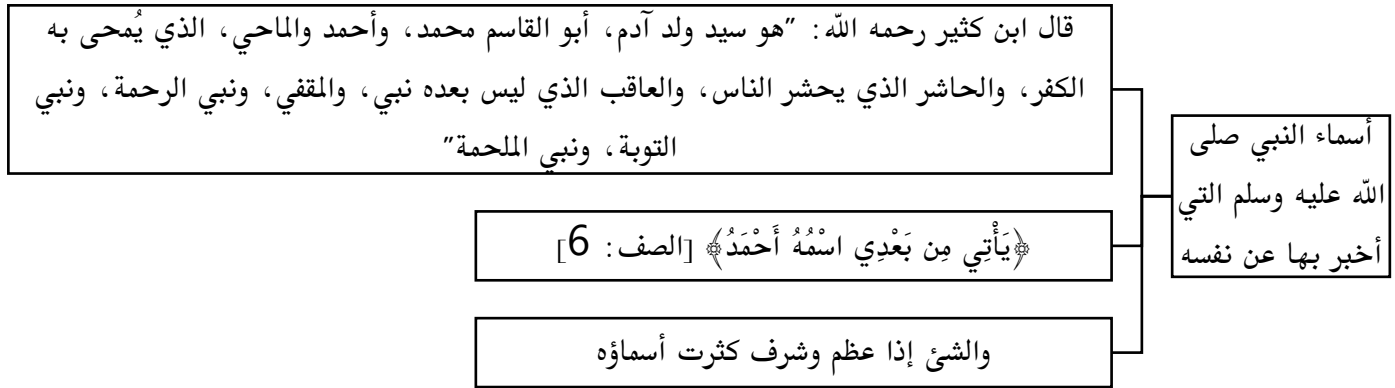 أسماء النبي صلى
الله عليه وسلم التي
أخبر بها عن نفسه
قال ابن كثير رحمه الله: "هو سيد ولد آدم، أبو القاسم محمد، وأحمد والماحي، الذي يُمحى به
الكفر، والحاشر الذي يحشر الناس، والعاقب الذي ليس بعده نبي، والمقفي، ونبي الرحمة، ونبي
التوبة، ونبي الملحمة"
﴿يَأْتِي مِن بَعْدِي اسْمُهُ أَحْمَدُ﴾ [الصف: 6]
والشئ إذا عظم وشرف كثرت أسماؤه